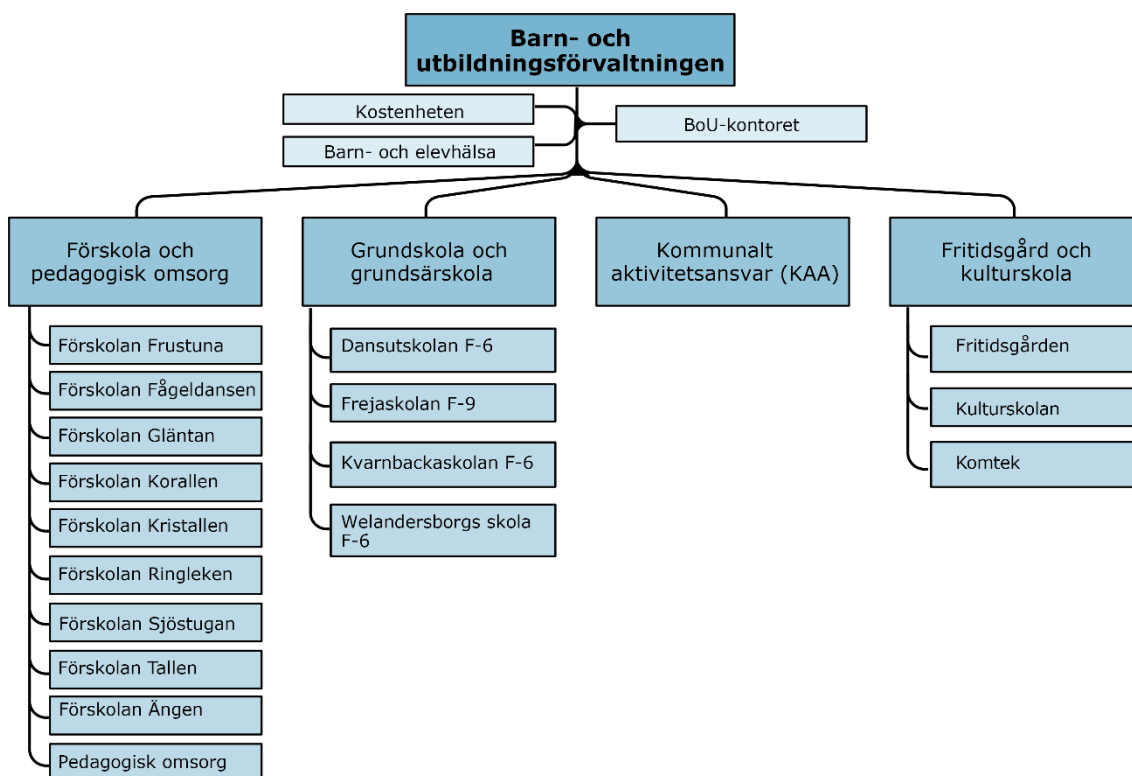 Barn- och
utbildningsförvaltningen
Kostenheten
BoU-kontoret
Barn- och elevhälsa
Förskola och
pedagogisk omsorg
Förskolan Frustuna
Förskolan Fågeldansen
Förskolan Gläntan
Förskolan Korallen
Förskolan Kristallen
Förskolan Ringleken
Förskolan Sjöstugan
Förskolan Tallen
Förskolan Ängen
Pedagogisk omsorg
Grundskola och
grundsärskola
Dansutskolan F-6
Frejaskolan F-9
Kvarnbackaskolan F-6
Welandersborgs skola
F-6
Kommunalt
aktivitetsansvar (KAA)
Fritidsgård och
kulturskola
Fritidsgården
Kulturskolan
Komtek